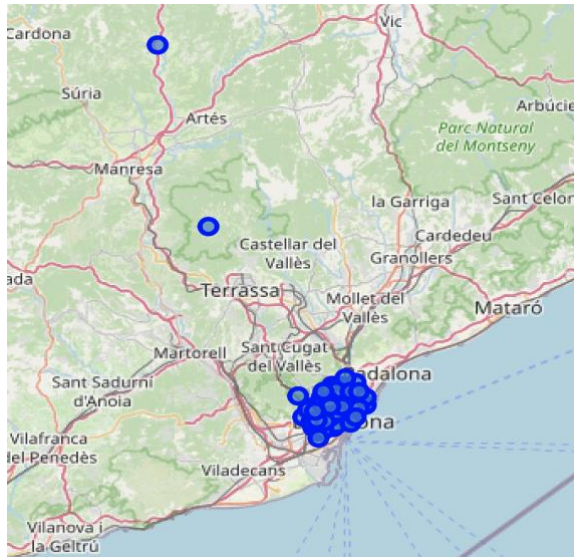 Cardona
Vic
Súria
Artés
Arbúcie
Parc Natural
del Montseny
Manresa
la Garriga
Sant Celon
Cardedeu
Castellar del
Vallès
Granollers
ada
Terrassa
Mollet del
Vallès
Mataró
Martorell
Sant Cugat
del Vallès
Sant Sadurní
d'Anoia
adalona
ona
Vilafranca
del Penedès
Viladecans
Vilanova i
la Geltrú